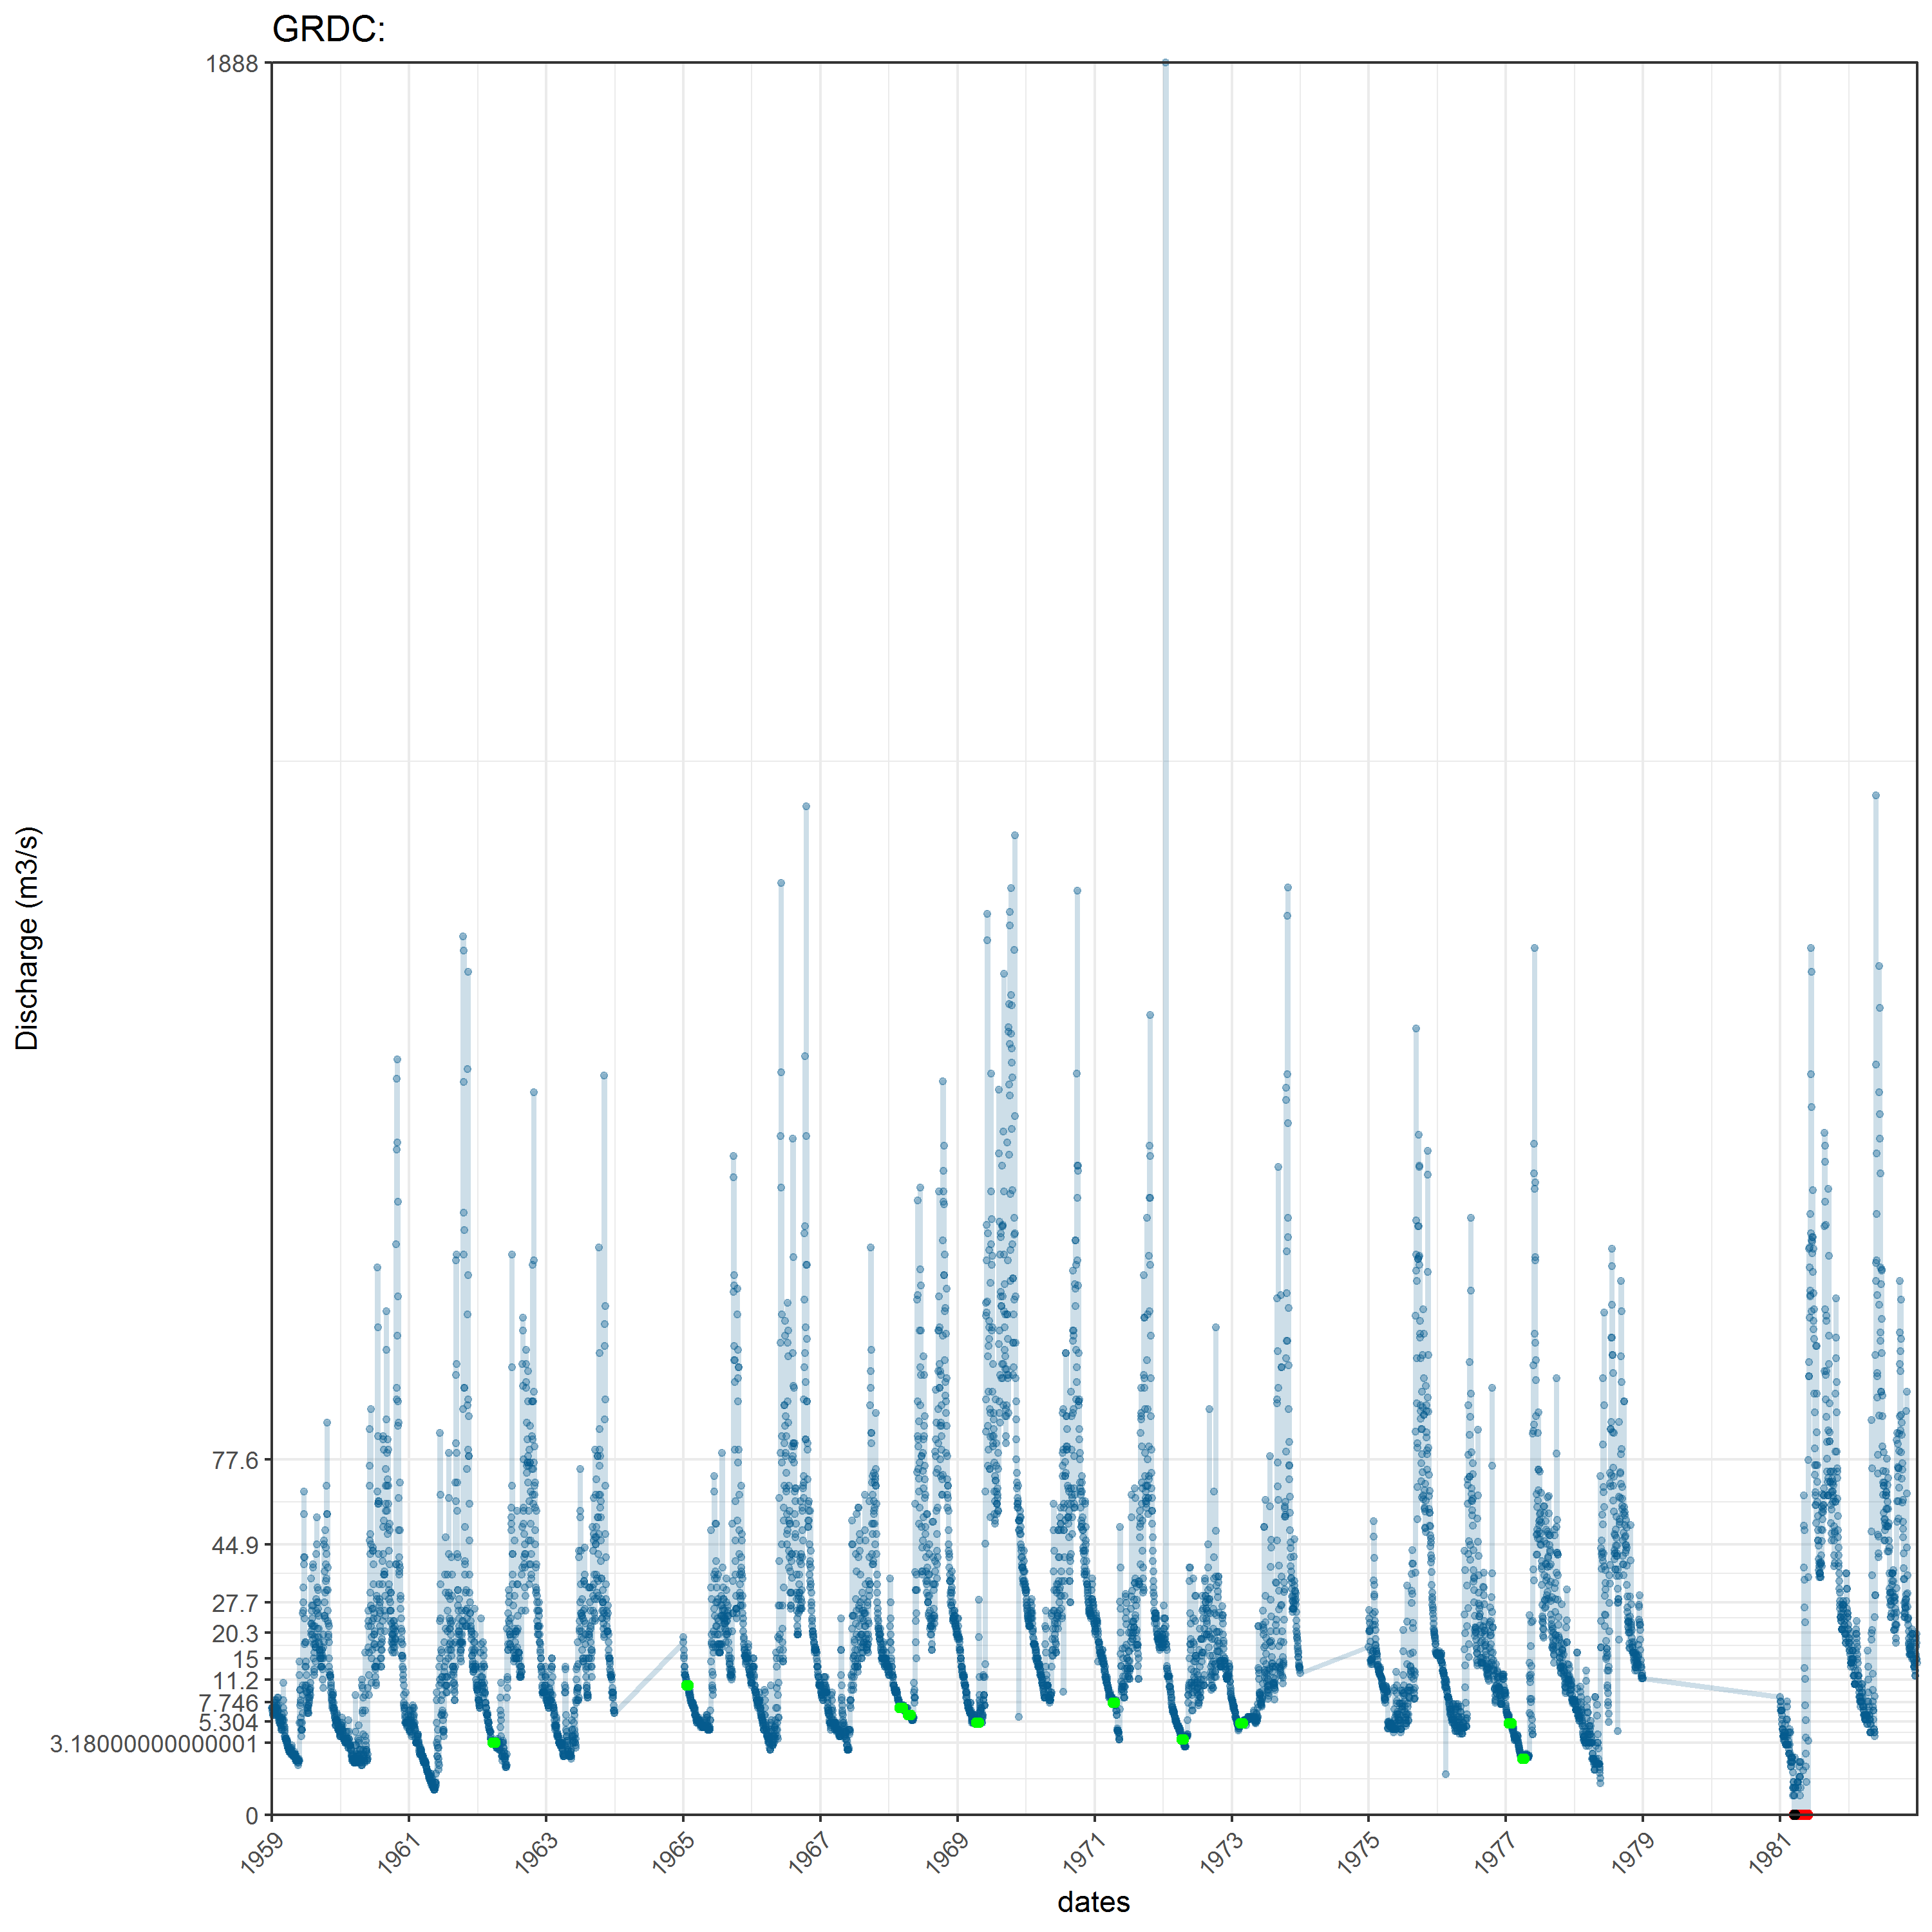 GRDC:
1888
77.6
44.9
27.7
20.3
15
11.2
7.746
5.304
3.180000000000001
0
Discharge (m3/s)
1959 1961 1963 1965 1967 1969 1971 1973 1975 1977 1979 1981
dates